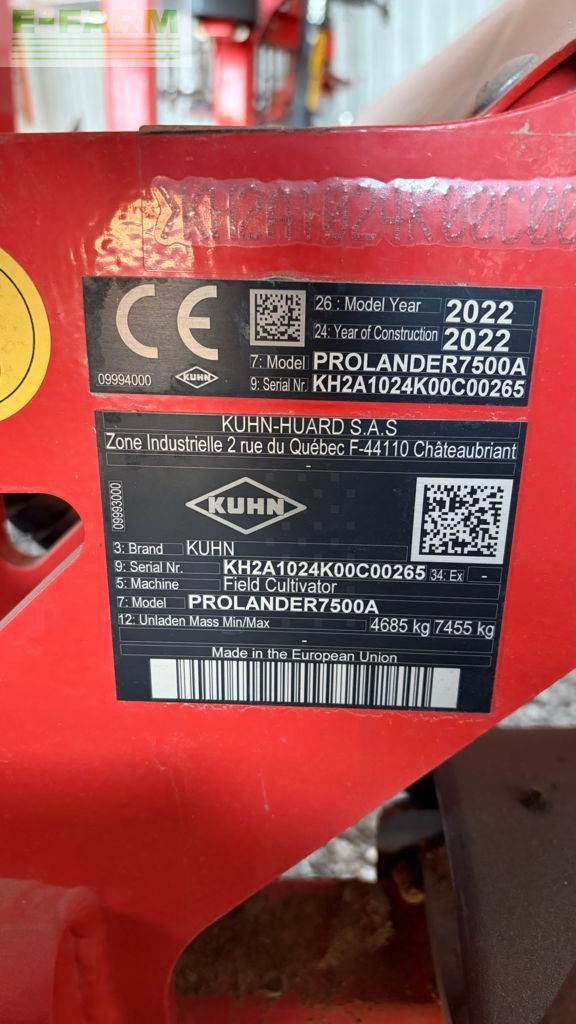 E-FARM
KH2A1024K00C00
CE
26 : Model Year 2022
24: Year of Construction 2022
7: Model PROLANDER7500A
09994000 KUHN 9: Serial Nr. KH2A1024K00C00265
KUHN-HUARD S.A.S
Zone Industrielle 2 rue du Québec F-44110 Châteaubriant
-
09993000
KUHN
3: Brand KUHN
9: Serial Nr. KH2A1024K00C00265 34: Ex -
5: Machine Field Cultivator
7: Model PROLANDER7500A
12: Unladen Mass Min/Max 4685 kg 7455 kg
-
Made in the European Union